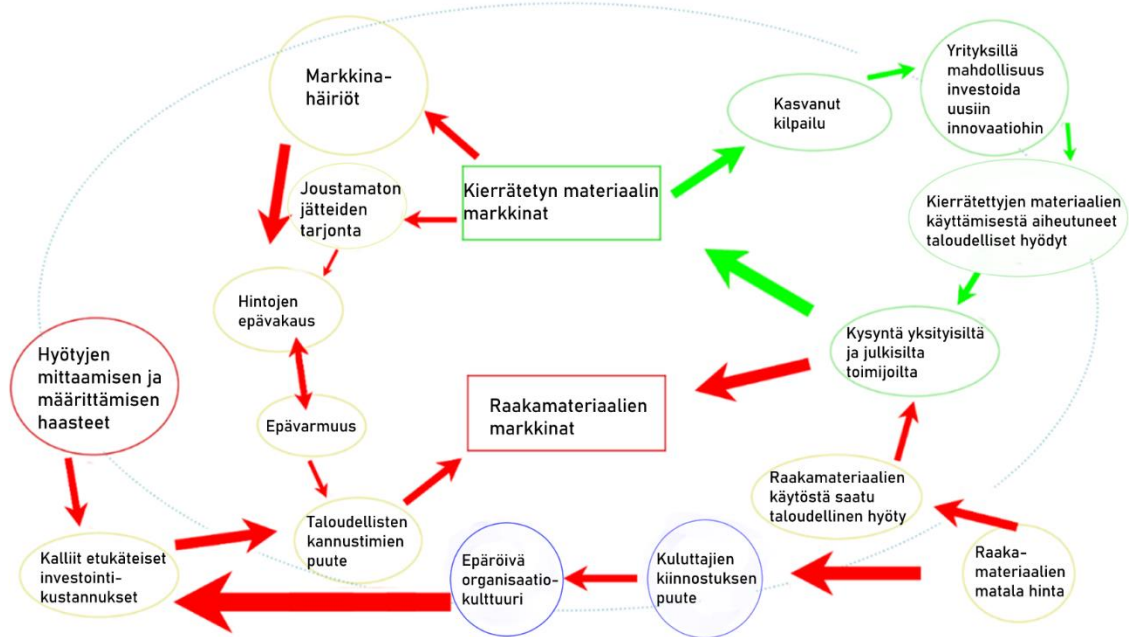 Markkina-
häiriöt
Joustamaton
jätteiden
tarjonta
Kierrätetyn materiaalin
markkinat
Kasvanut
kilpailu
Yrityksillä
mahdollisuus
investoida
uusiin
innovaatiohin
Kierrätettyjen materiaalien
käyttämisestä aiheutuneet
taloudelliset hyödyt
Hintojen
epävakaus
Kysyntä yksityisiltä
ja julkisilta
toimijoilta
Hyötyjen
mittaamisen ja
määrittämisen
haasteet
Epävarmuus
Raakamateriaalien
markkinat
Raakamateriaalien
käytöstä saatu
taloudellinen hyöty
Taloudellisten
kannustimien
puute
Kalliit etukäteiset
investointi-
kustannukset
Epäröivä
organisaatio-
kulttuuri
Kuluttajien
kiinnostuksen
puute
Raaka-
materiaalien
matala hinta